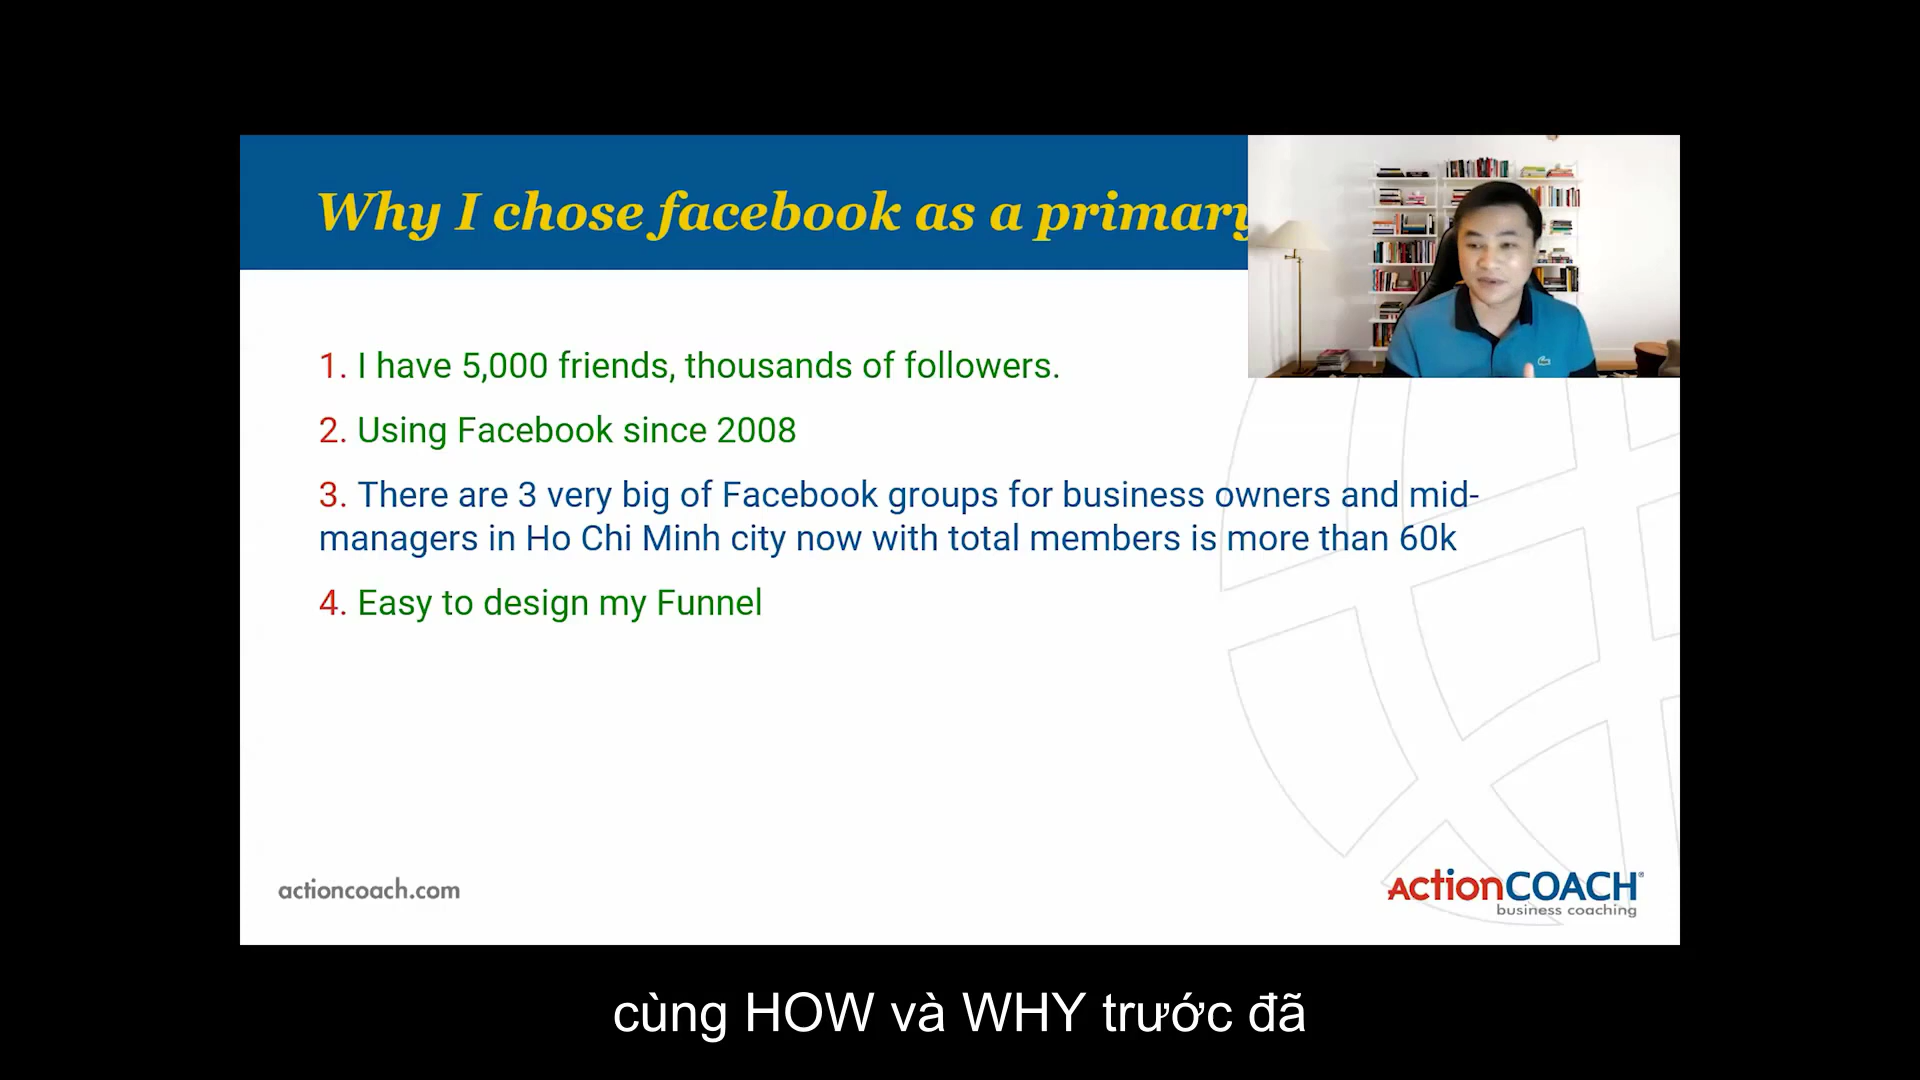 Why I chose facebook as a primary
1. I have 5,000 friends, thousands of followers.
2. Using Facebook since 2008
3. There are 3 very big of Facebook groups for business owners and mid-
managers in Ho Chi Minh city now with total members is more than 60k
4. Easy to design my Funnel
actioncoach.com
ActionCOACH®
business coaching
cùng HOW và WHY trước đã